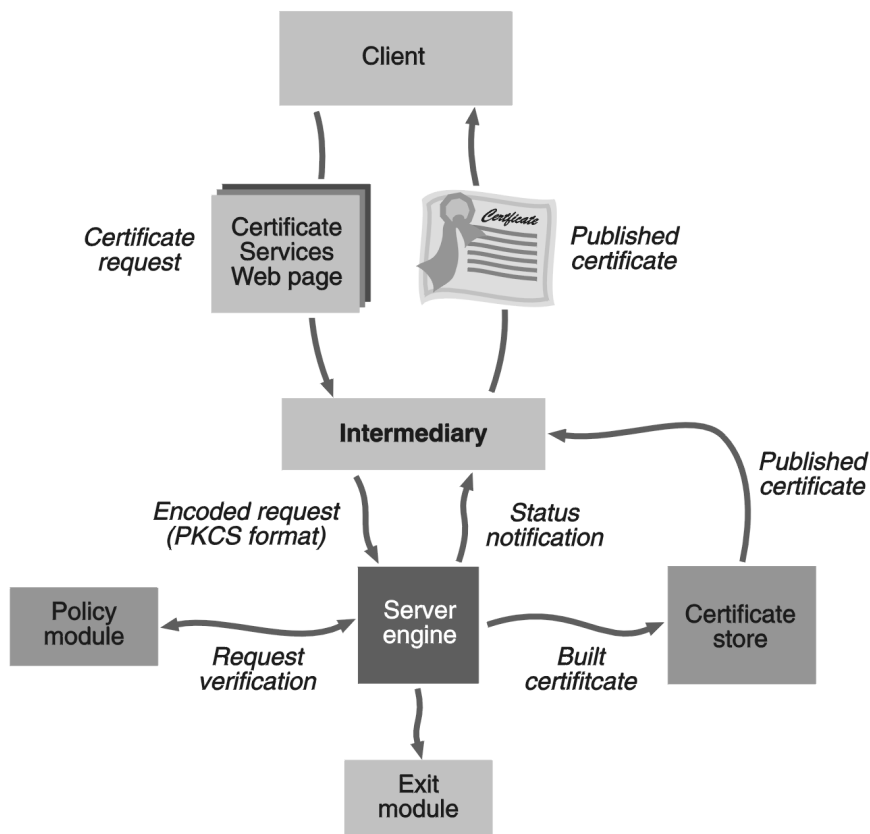 Client
Certificate
request
Certificate
Services
Web page
Certficate
Published
certificate
Intermediary
Encoded request
(PKCS format)
Status
notification
Published
certificate
Policy
module
Request
verification
Server
engine
Built
certifitcate
Certificate
store
Exit
module